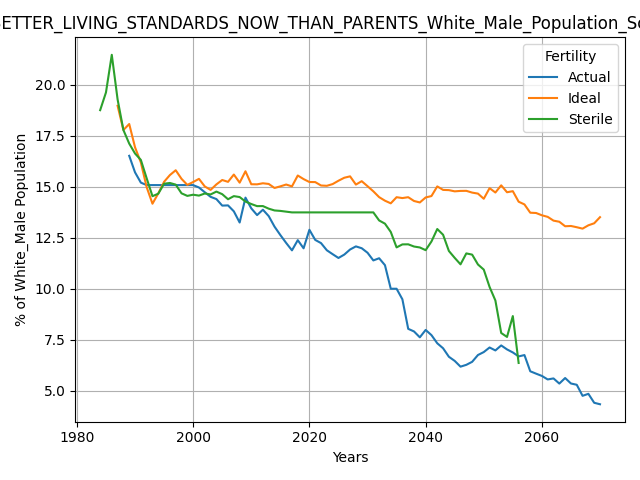 ETTER_LIVING_STANDARDS_NOW_THAN_PARENTS_White_Male_Population_S
Fertility
Actual
Ideal
Sterile
% of White_Male Population
20.0
17.5
15.0
12.5
10.0
7.5
5.0
1980
2000
2020
2040
2060
Years